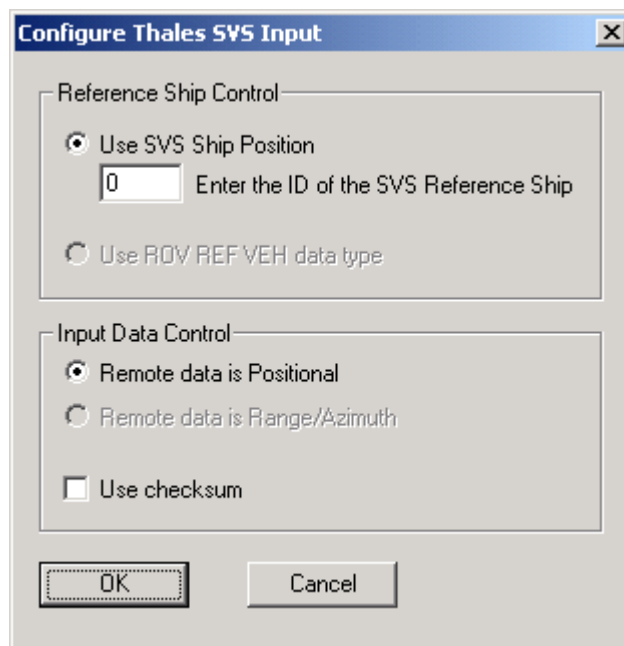 Configure Thales SVS Input
Reference Ship Control
Use SVS Ship Position
0 Enter the ID of the SVS Reference Ship
Use ROV REF VEH data type
Input Data Control
Remote data is Positional
Remote data is Range/Azimuth
Use checksum
OK Cancel